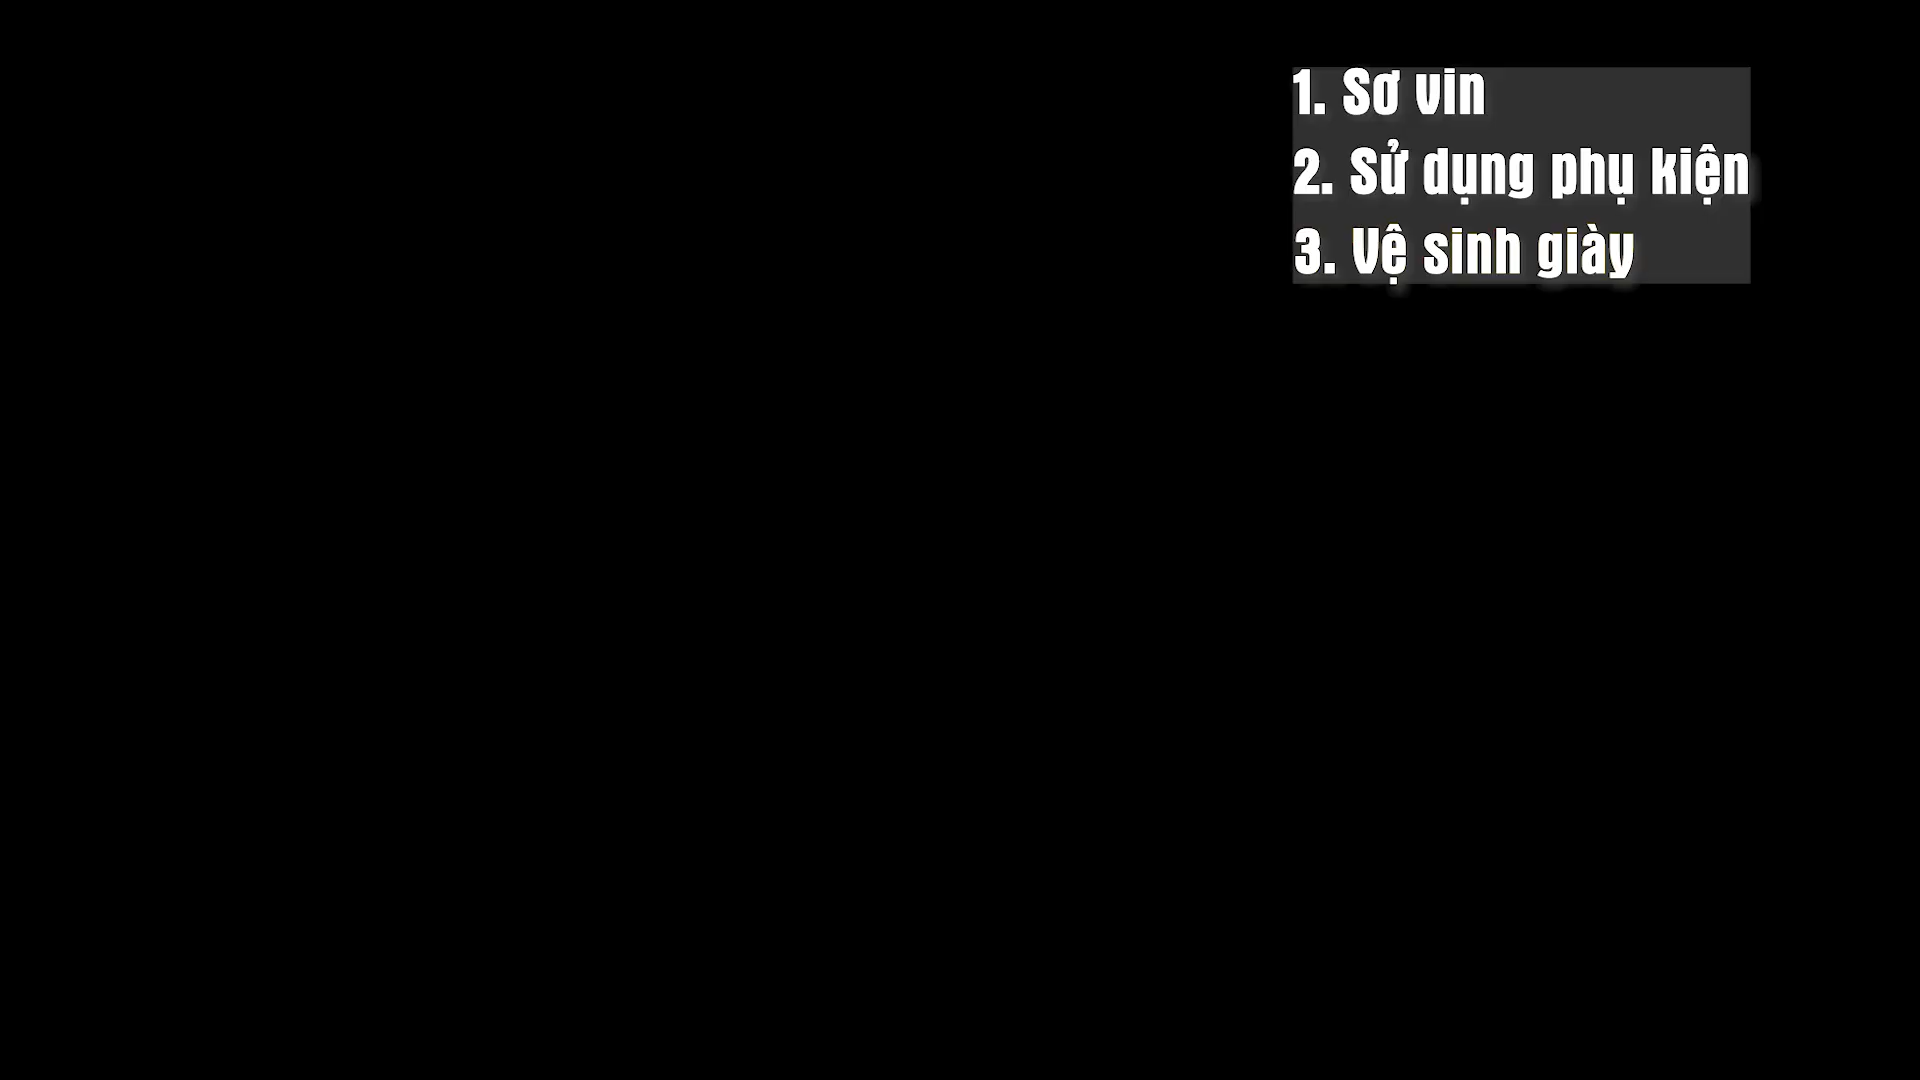 1. Sơ vin
2. Sử dụng phụ kiện
3. Vệ sinh giày